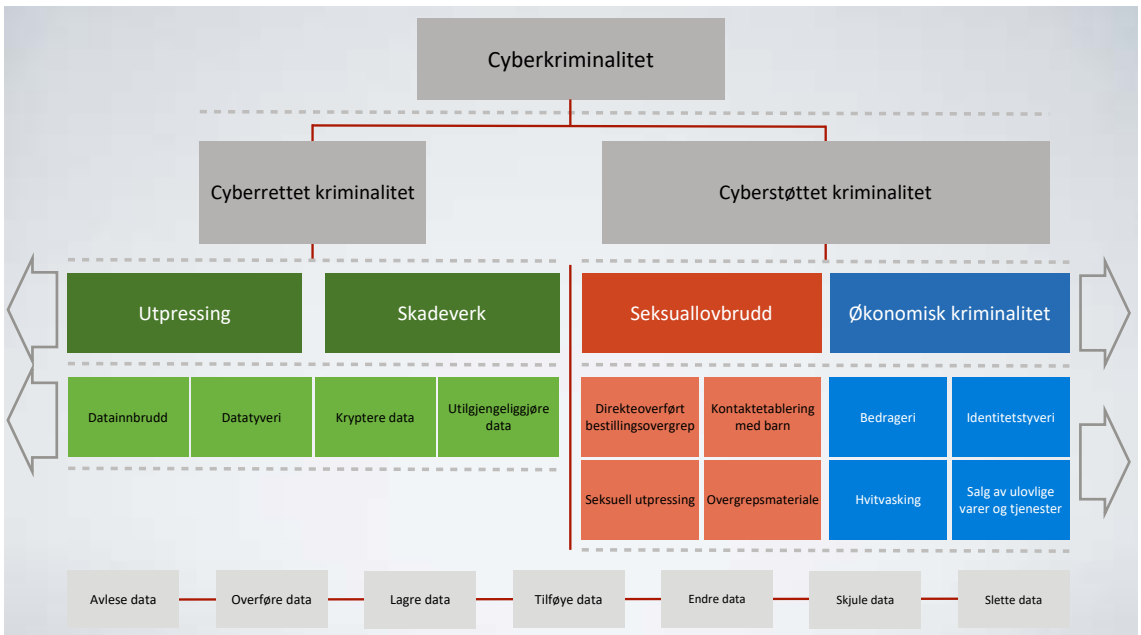 Cyberkriminalitet
Cyberrettet kriminalitet
Cyberstøttet kriminalitet
Utpressing
Skadeverk
Seksuallovbrudd
Økonomisk kriminalitet
Datainnbrudd
Datatyveri
Kryptere data
Utilgjengeliggjøre
data
Direkteoverført
bestillingsovergrep
Kontaktetablering
med barn
Bedrageri
Identitetstyveri
Seksuell utpressing
Overgrepsmateriale
Hvitvasking
Salg av ulovlige
varer og tjenester
Avlese data
Overføre data
Lagre data
Tilføye data
Endre data
Skjule data
Slette data